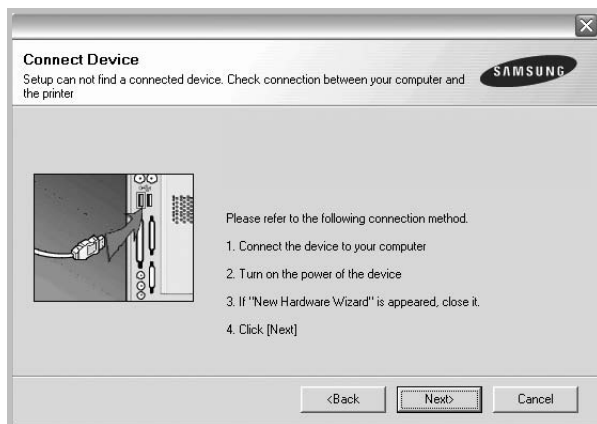 Connect Device
Setup can not find a connected device. Check connection between your computer and
the printer
SAMSUNG
Please refer to the following connection method.
1. Connect the device to your computer
2. Turn on the power of the device
3. If "New Hardware Wizard" is appeared, close it.
4. Click [Next]
<Back
Next>
Cancel